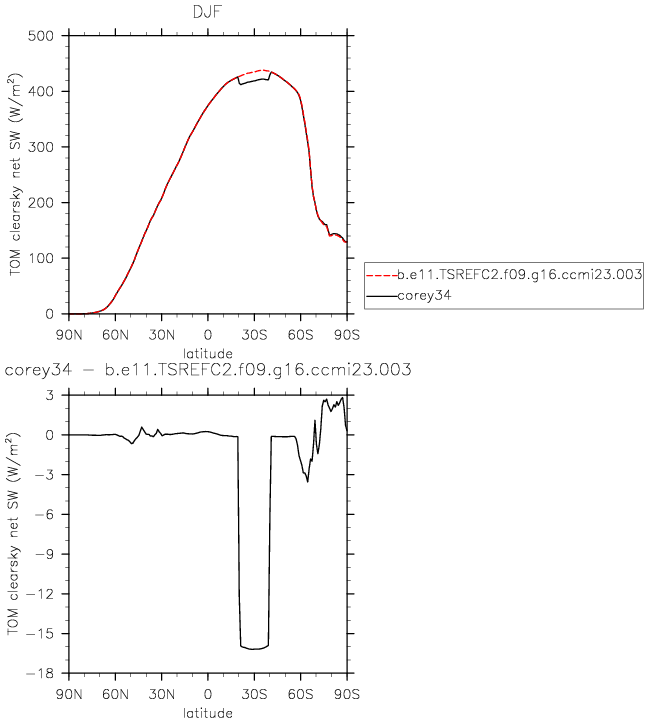 DJF
TOM clearsky net SW (W/m²)
500
400
300
200
100
0
90N 60N 30N 0 30S 60S 90S
latitude
b.e11.TSREFC2.f09.g16.ccmi23.003
corey34
corey34 − b.e11.TSREFC2.f09.g16.ccmi23.003
TOM clearsky net SW (W/m²)
3
0
−3
−6
−9
−12
−15
−18
90N 60N 30N 0 30S 60S 90S
latitude